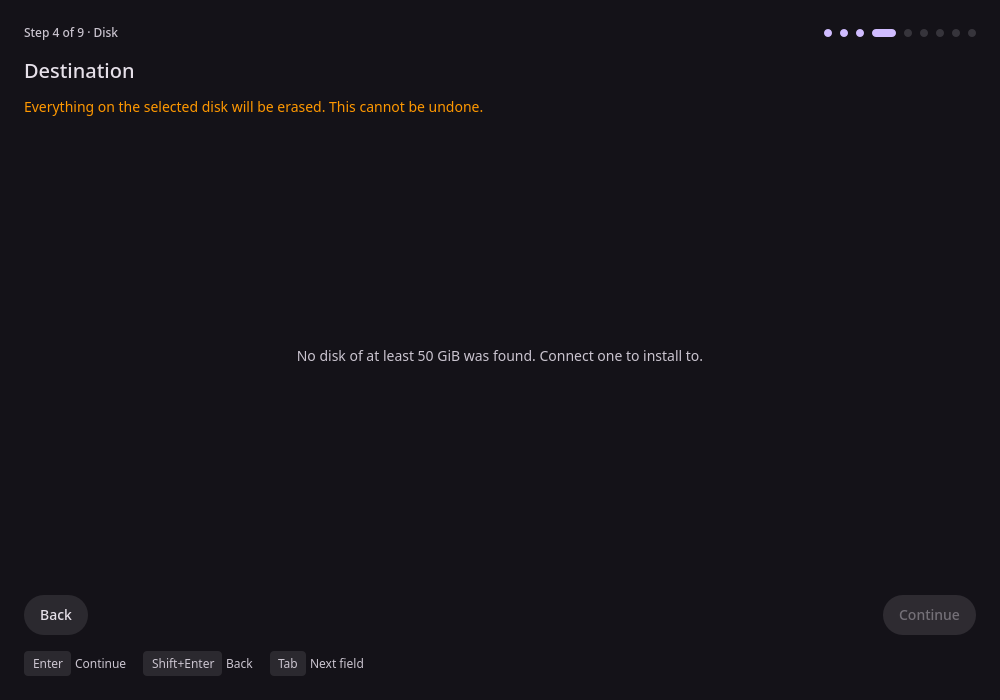 Step 4 of 9 · Disk
Destination
Everything on the selected disk will be erased. This cannot be undone.
No disk of at least 50 GiB was found. Connect one to install to.
Back
Continue
Enter Continue Shift+Enter Back Tab Next field